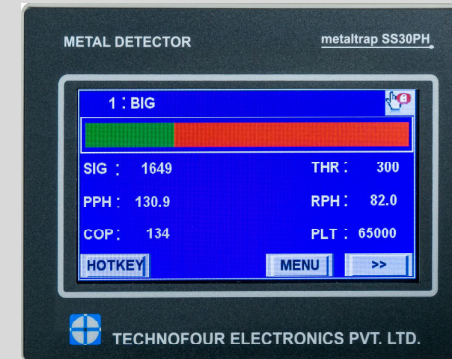 METAL DETECTOR metaltrap SS30PH
1 : BIG
SIG : 1649 THR : 300
PPH : 130.9 RPH : 82.0
COP : 134 PLT : 65000
HOTKEY MENU >>
TECHNOFOUR ELECTRONICS PVT. LTD.